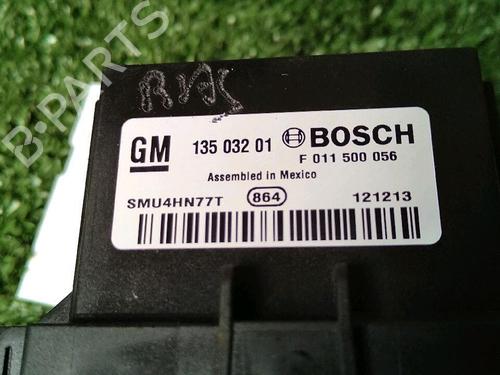 B-PARTS
GM 135 032 01 BOSCH
F 011 500 056
Assembled in Mexico
SMU4HN77T 864 121213